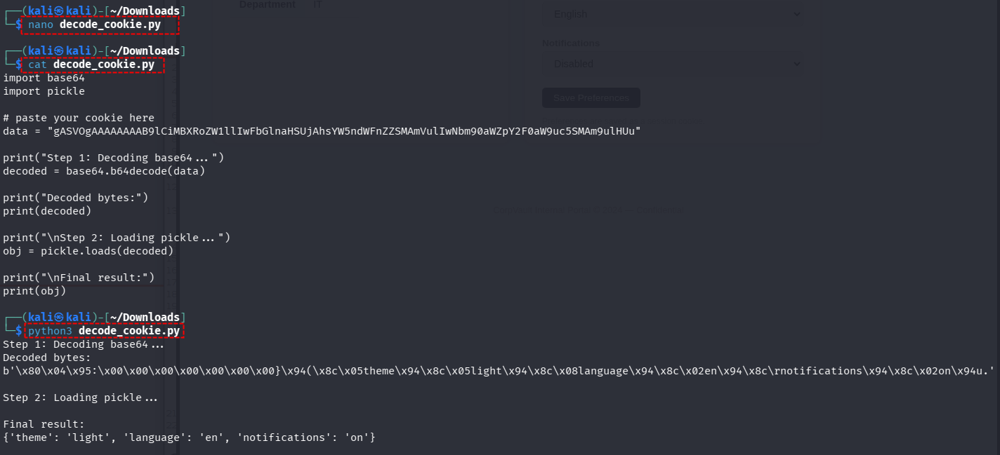 ┌──(kali㉿kali)-[~/Downloads]
└─$ nano decode_cookie.py
┌──(kali㉿kali)-[~/Downloads]
└─$ cat decode_cookie.py
import base64
import pickle
# paste your cookie here
data = "gASVOgAAAAAAAAB9lCiMBXRoZW1llIwFbGlnaHSUjAhsYW5ndWFnZZSMAmVulIwNbm90aWZpY2F0aW9uc5SMAm9ulHUu"
print("Step 1: Decoding base64...")
decoded = base64.b64decode(data)
print("Decoded bytes:")
print(decoded)
print("\nStep 2: Loading pickle...")
obj = pickle.loads(decoded)
print("\nFinal result:")
print(obj)
┌──(kali㉿kali)-[~/Downloads]
└─$ python3 decode_cookie.py
Step 1: Decoding base64...
Decoded bytes:
b'\x80\x04\x95:\x00\x00\x00\x00\x00\x00\x00}\x94(\x8c\x05theme\x94\x8c\x05light\x94\x8c\x08language\x94\x8c\x02en\x94\x8c\rnotifications\x94\x8c\x02on\x94u.'
Step 2: Loading pickle...
Final result:
{'theme': 'light', 'language': 'en', 'notifications': 'on'}
Department IT
English
Notifications
Disabled
Save Preferences